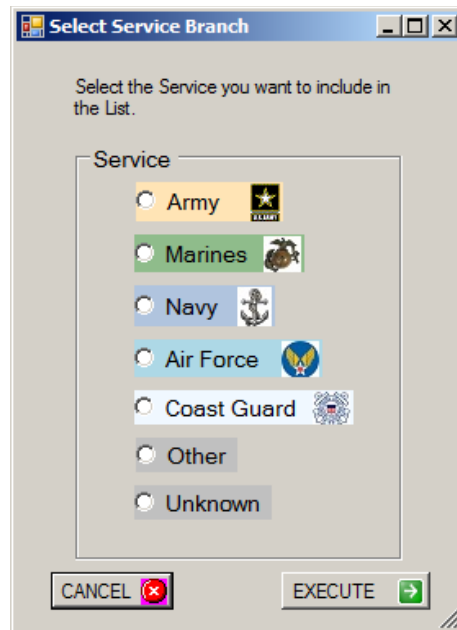 Select Service Branch
Select the Service you want to include in
the List.
Service
Army
U.S.ARMY
Marines
Navy
Air Force
Coast Guard
Other
Unknown
CANCEL
EXECUTE